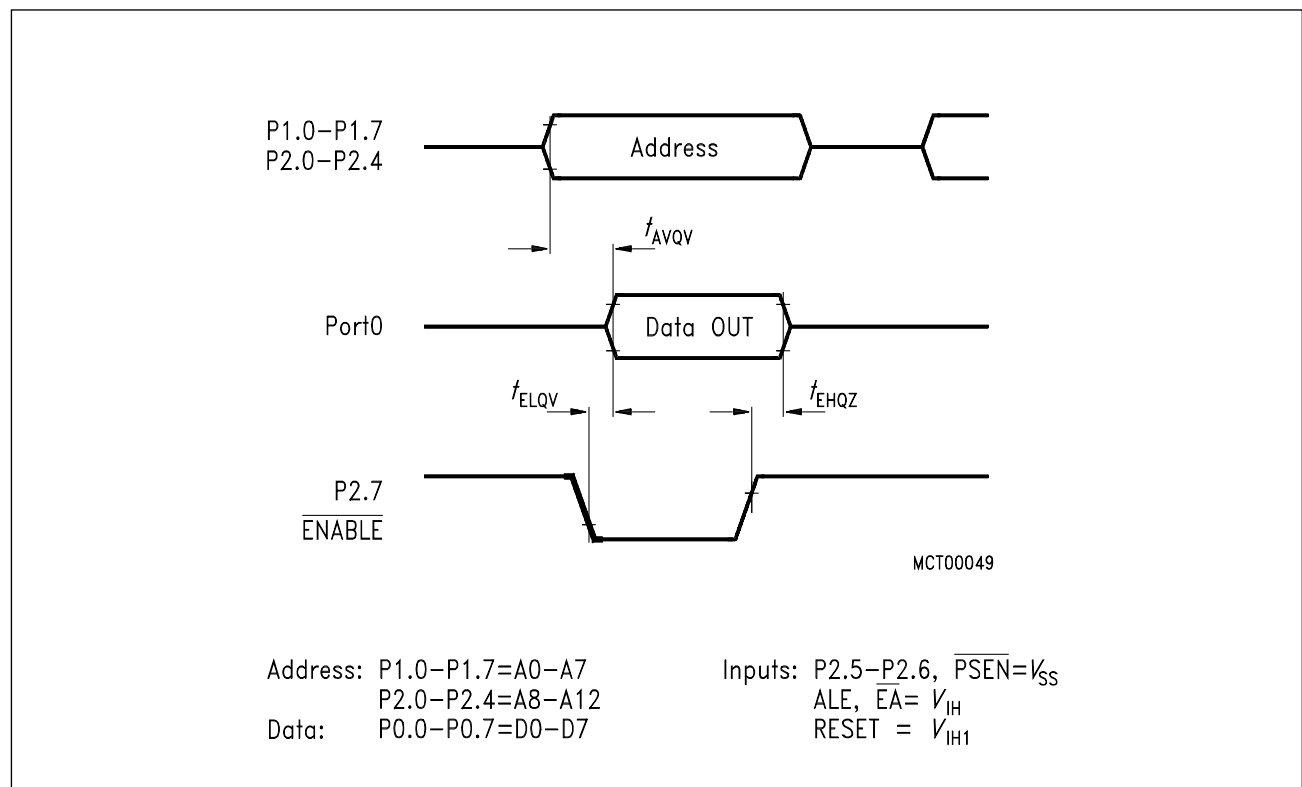 P1.0–P1.7
P2.0–P2.4
Address
tAVQV
Port0
Data OUT
tELQV
tEHQZ
P2.7
ENABLE
MCT00049
Address: P1.0–P1.7=A0–A7
P2.0–P2.4=A8–A12
Data: P0.0–P0.7=D0–D7
Inputs: P2.5–P2.6, PSEN=VSS
ALE, EA= VIH
RESET = VIH1